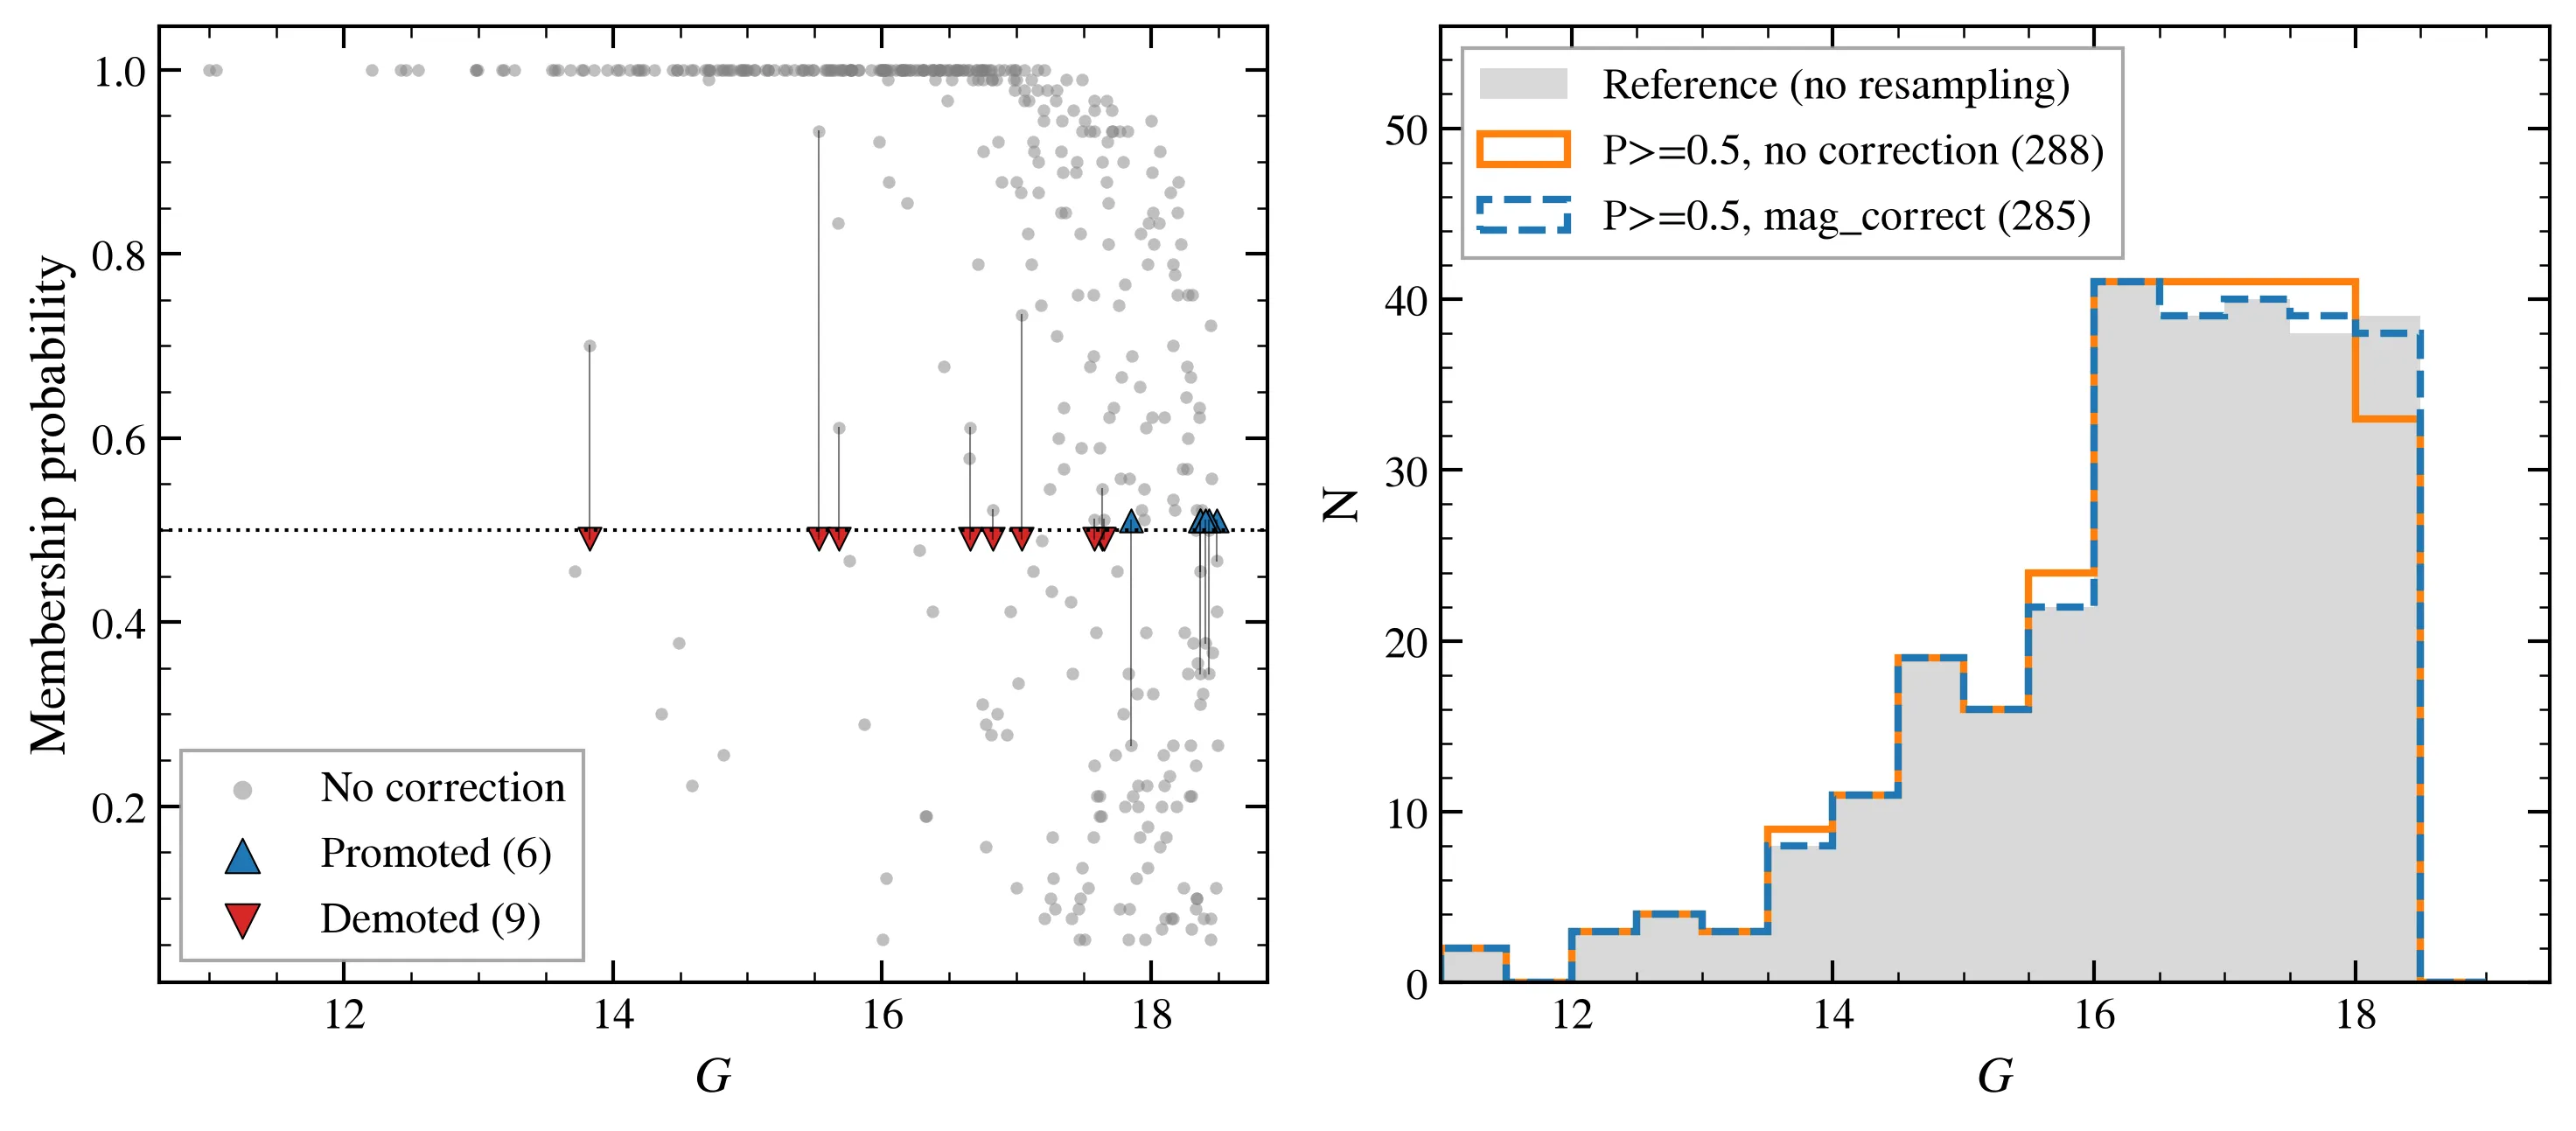 Membership probability
1.0
0.8
0.6
0.4
0.2
No correction
Promoted (6)
Demoted (9)
12
14
16
18
G
N
50
40
30
20
10
0
Reference (no resampling)
P>=0.5, no correction (288)
P>=0.5, mag_correct (285)
12
14
16
18
G